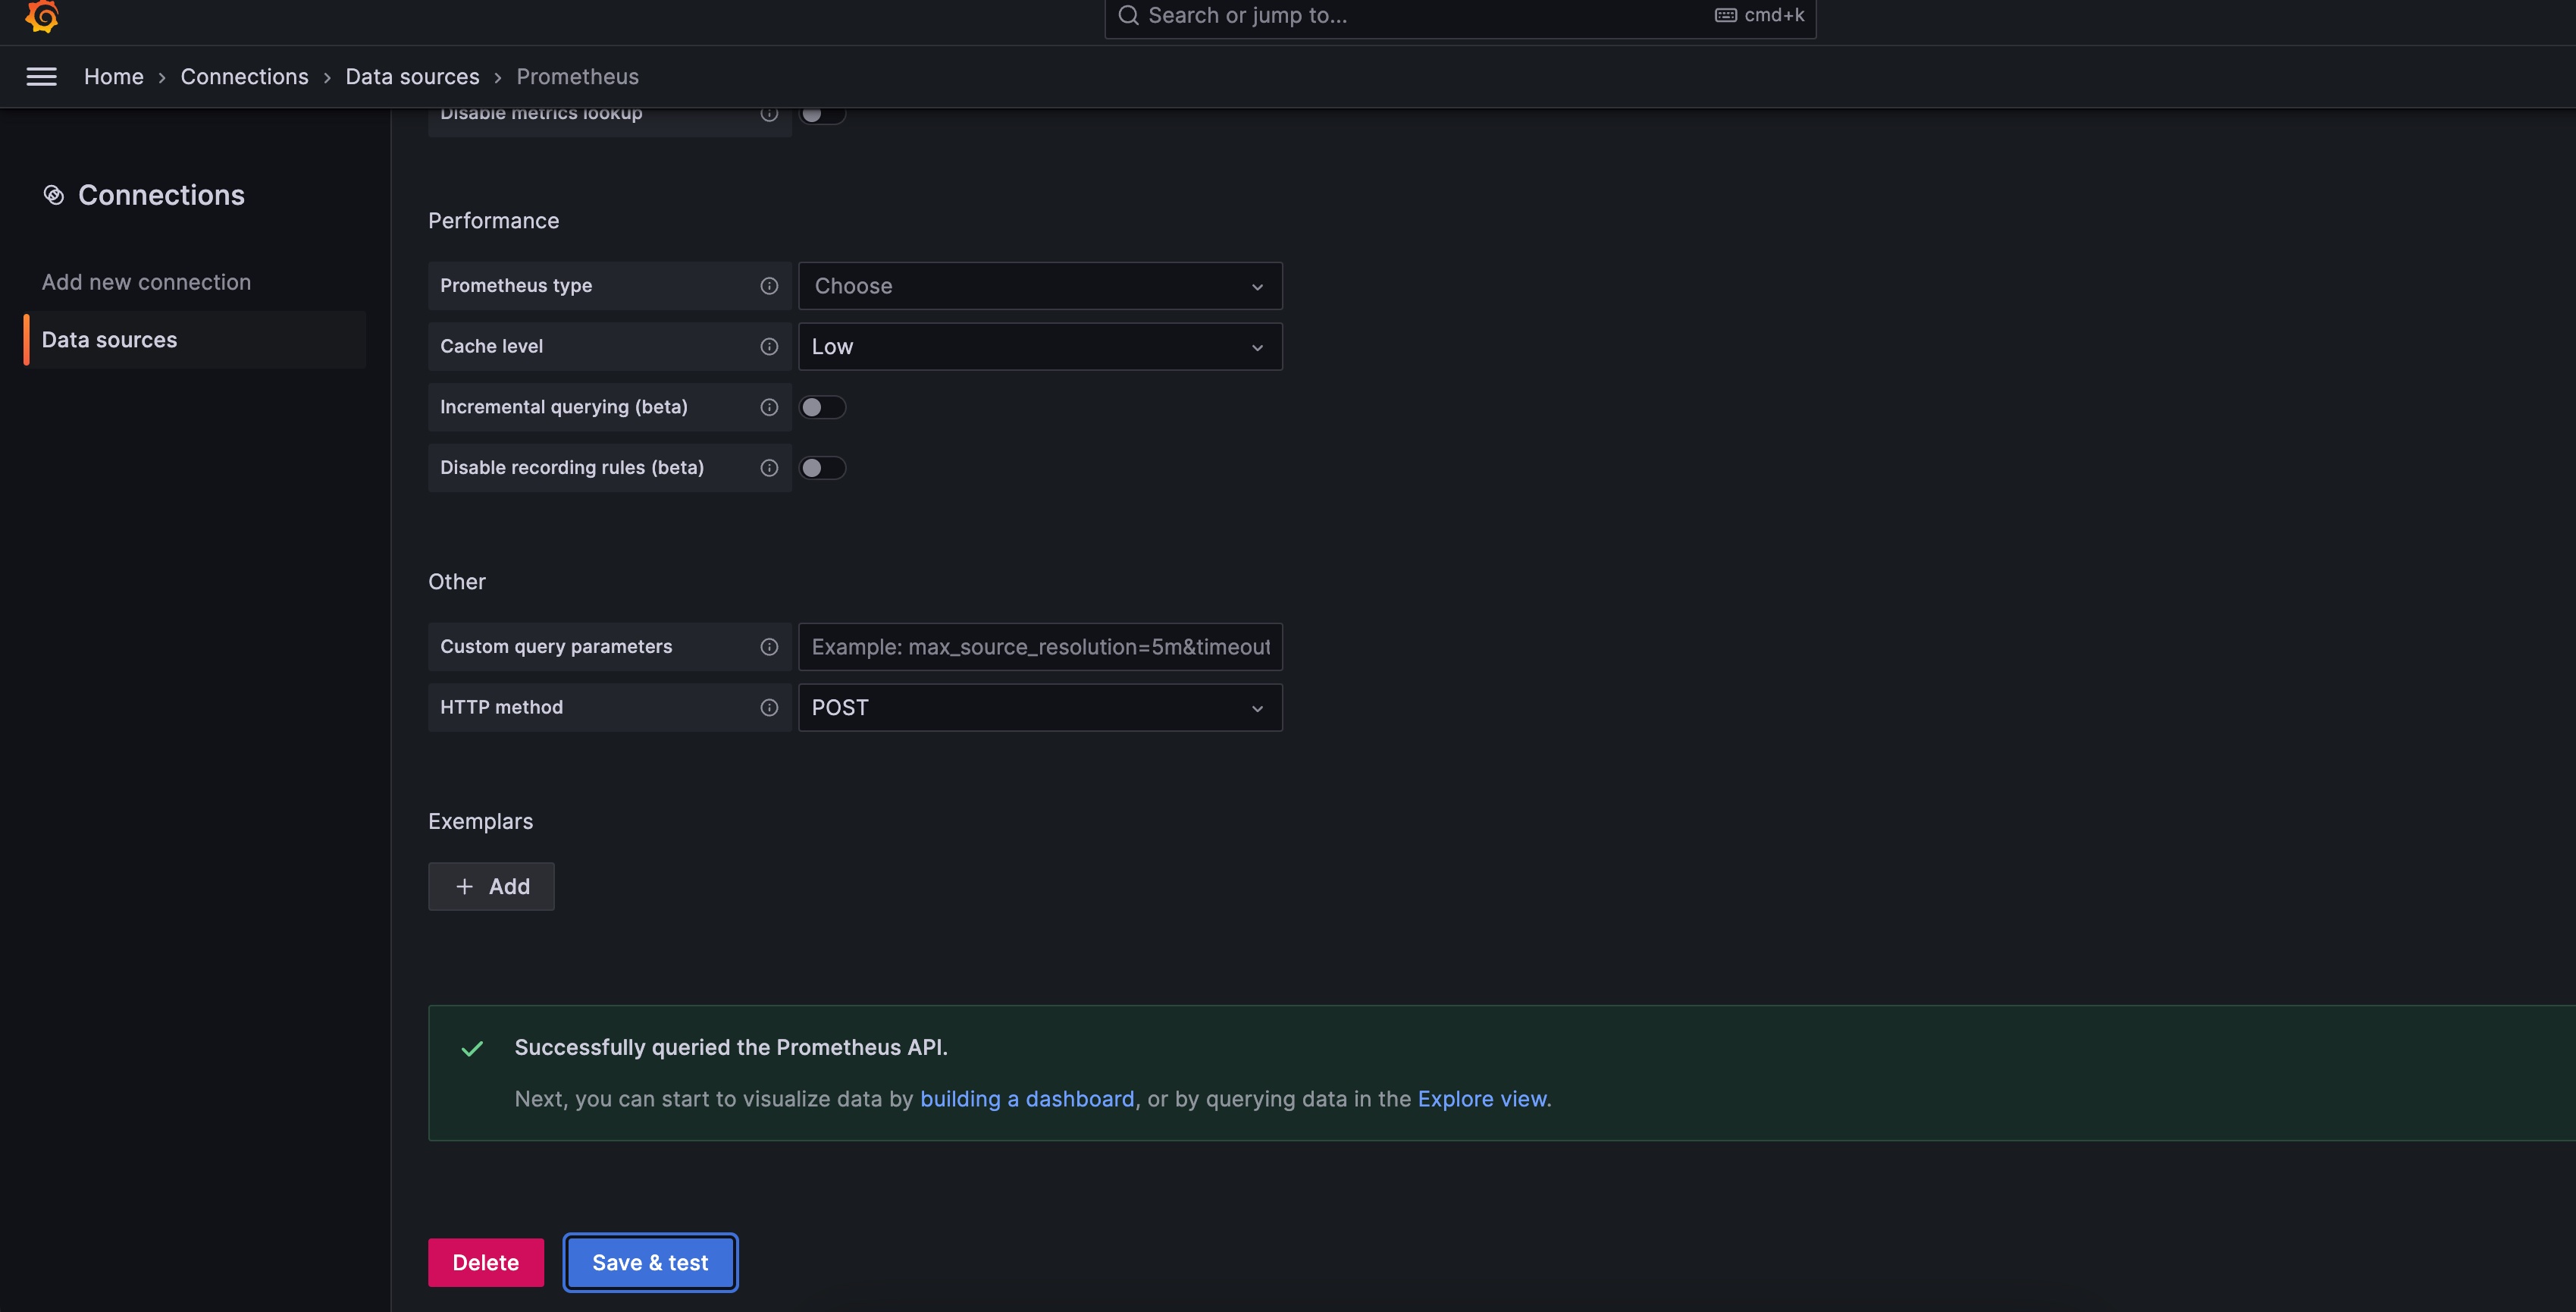 Search or jump to...
cmd+k
Home › Connections › Data sources › Prometheus
Disable metrics lookup
Connections
Add new connection
Data sources
Performance
Prometheus type
Choose
Cache level
Low
Incremental querying (beta)
Disable recording rules (beta)
Other
Custom query parameters
Example: max_source_resolution=5m&timeout
HTTP method
POST
Exemplars
+ Add
Successfully queried the Prometheus API.
Next, you can start to visualize data by building a dashboard, or by querying data in the Explore view.
Delete
Save & test